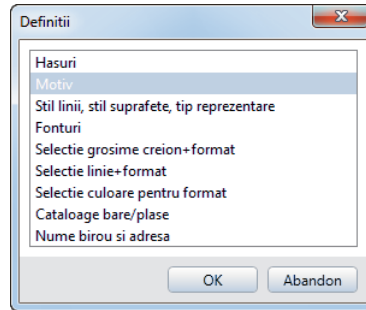 Definitii
Hasuri
Motiv
Stil linii, stil suprafete, tip reprezentare
Fonturi
Selectie grosime creion+format
Selectie linie+format
Selectie culoare pentru format
Cataloage bare/plase
Nume birou si adresa
OK Abandon